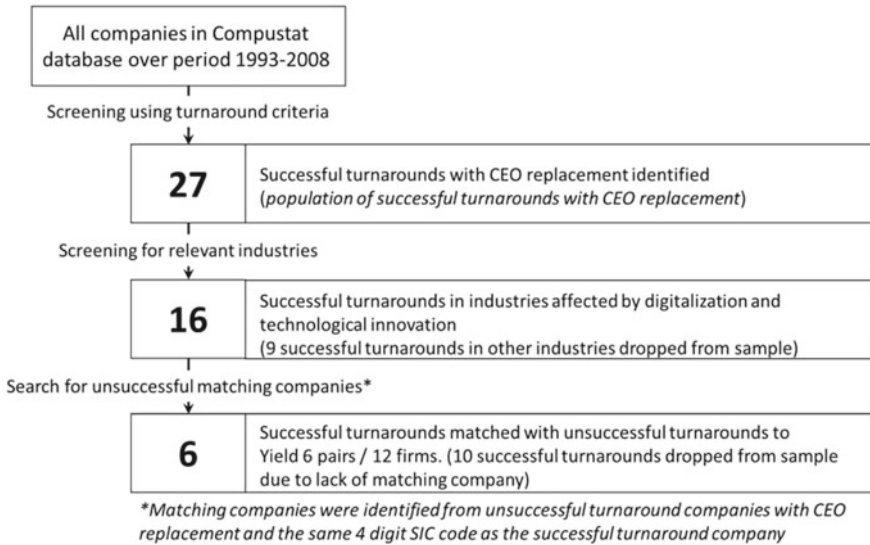 All companies in Compustat
database over period 1993-2008
Screening using turnaround criteria
27
Successful turnarounds with CEO replacement identified
(population of successful turnarounds with CEO replacement)
Screening for relevant industries
16
Successful turnarounds in industries affected by digitalization and
technological innovation
(9 successful turnarounds in other industries dropped from sample)
Search for unsuccessful matching companies*
6
Successful turnarounds matched with unsuccessful turnarounds to
Yield 6 pairs / 12 firms. (10 successful turnarounds dropped from sample
due to lack of matching company)
*Matching companies were identified from unsuccessful turnaround companies with CEO
replacement and the same 4 digit SIC code as the successful turnaround company